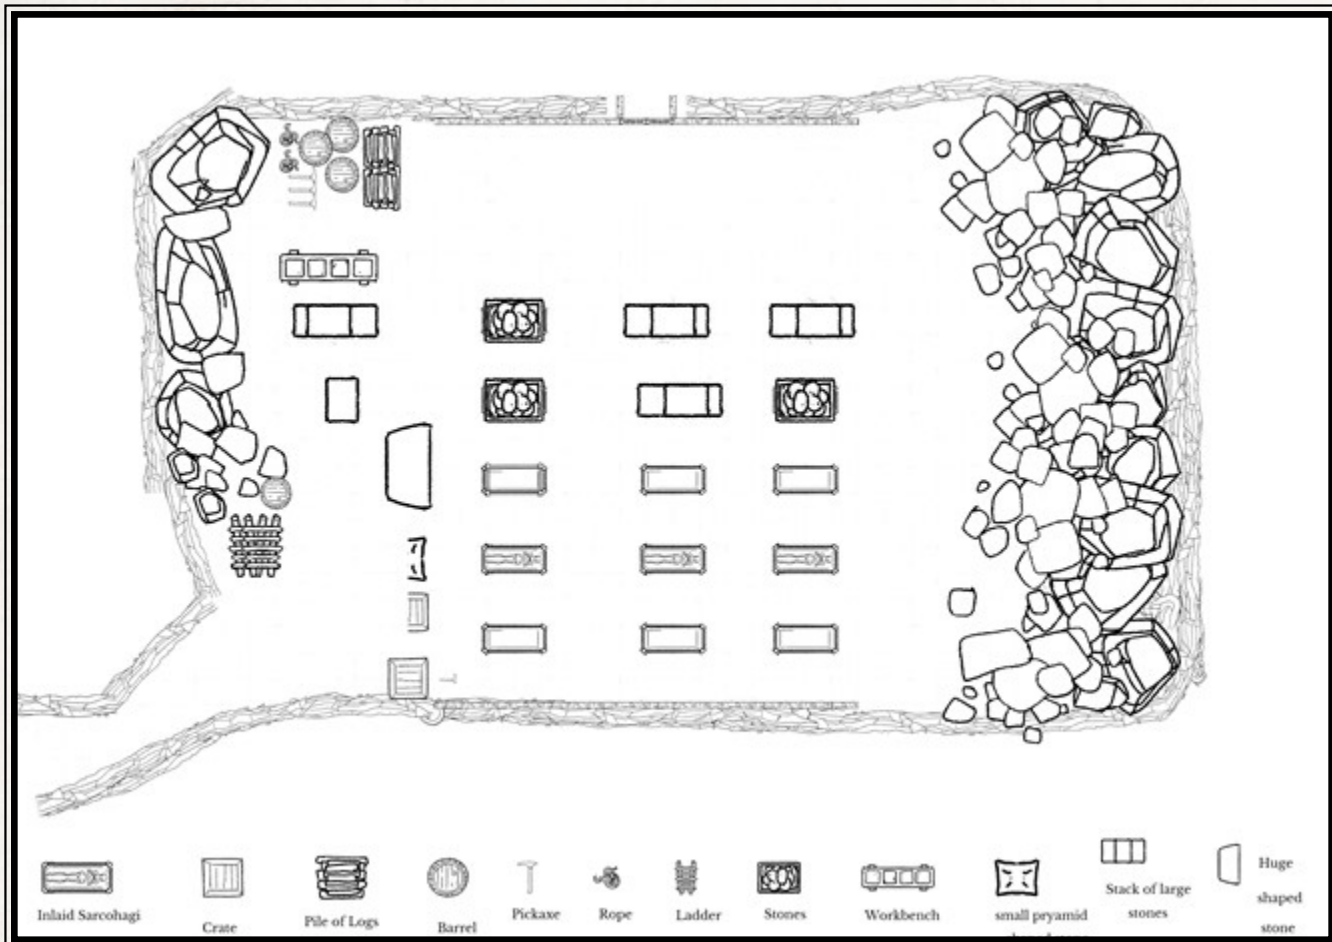 Inlaid Sarcohagi
Crate
Pile of Logs
Barrel
Pickaxe
Rope
Ladder
Stones
Workbench
small pryamid
Stack of large
stones
Huge
shaped
stone